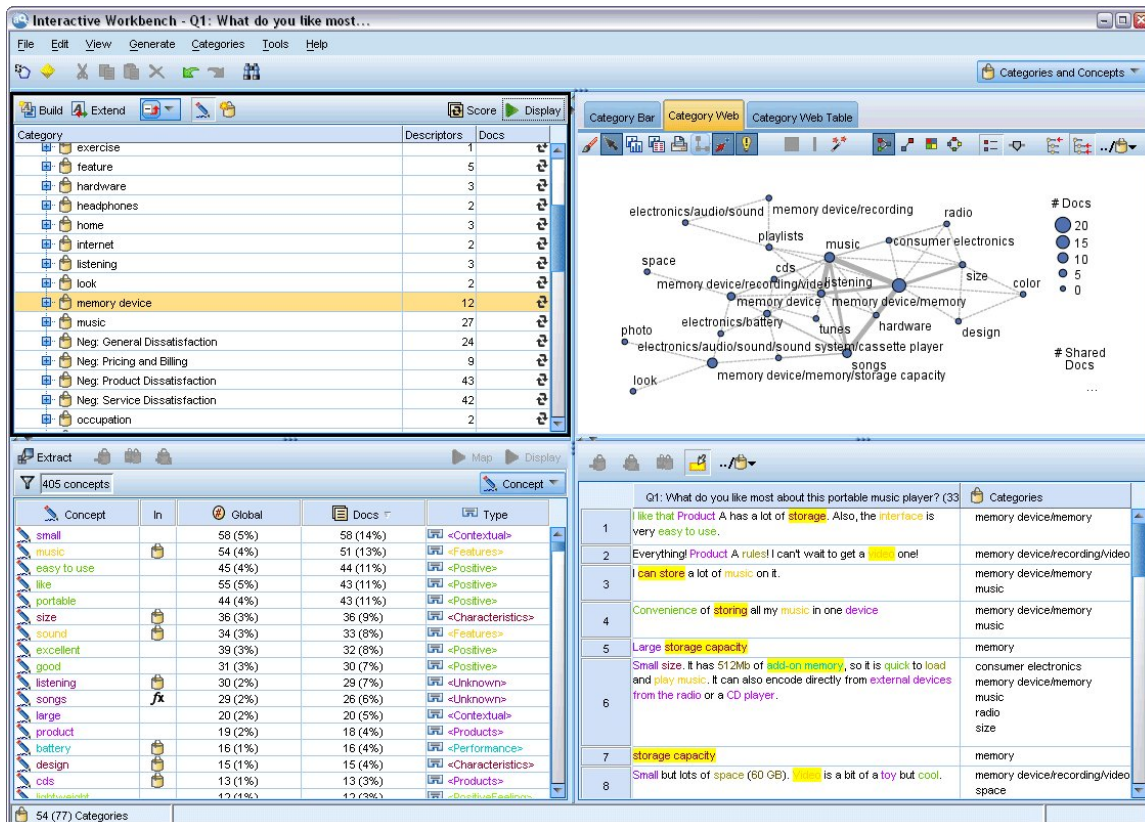 Interactive Workbench - Q1: What do you like most...
File Edit View Generate Categories Tools Help
Categories and Concepts
Build Extend Score Display
Category Descriptors Docs
exercise 1
feature 5
hardware 3
headphones 2
home 3
internet 2
listening 3
look 2
memory device 12
music 27
Neg: General Dissatisfaction 24
Neg: Pricing and Billing 9
Neg: Product Dissatisfaction 43
Neg: Service Dissatisfaction 42
occupation 2
Category Bar Category Web Category Web Table
../
electronics/audio/sound
memory device/recording
radio
playlists
music
consumer electronics
space
cds
size
memory device/recording/video
listening
color
memory device
memory device/memory
photo
electronics/battery
tunes
hardware
design
electronics/audio/sound/sound system/cassette player
songs
look
memory device/memory/storage capacity
# Docs
20
15
10
5
0
# Shared
Docs
...
Extract Map Display
405 concepts Concept
Concept In Global Docs Type
small 58 (5%) 58 (14%) <Contextual>
music 54 (4%) 51 (13%) <Features>
easy to use 45 (4%) 44 (11%) <Positive>
like 55 (5%) 43 (11%) <Positive>
portable 44 (4%) 43 (11%) <Positive>
size 36 (3%) 36 (9%) <Characteristics>
sound 34 (3%) 33 (8%) <Features>
excellent 39 (3%) 32 (8%) <Positive>
good 31 (3%) 30 (7%) <Positive>
listening 30 (2%) 29 (7%) <Unknown>
songs fx 29 (2%) 26 (6%) <Unknown>
large 20 (2%) 20 (5%) <Contextual>
product 19 (2%) 18 (4%) <Products>
battery 16 (1%) 16 (4%) <Performance>
design 15 (1%) 15 (4%) <Characteristics>
cds 13 (1%) 13 (3%) <Products>
lightweight 12 (1%) 12 (3%) <PositiveFeeling>
../
Q1: What do you like most about this portable music player? (33 Categories
1 I like that Product A has a lot of storage. Also, the interface is memory device/memory
very easy to use.
2 Everything! Product A rules! I can't wait to get a video one! memory device/recording/video
3 I can store a lot of music on it. memory device/memory
music
4 Convenience of storing all my music in one device memory device/memory
music
5 Large storage capacity memory
6 Small size. It has 512Mb of add-on memory, so it is quick to load consumer electronics
and play music. It can also encode directly from external devices memory device/memory
from the radio or a CD player. music
radio
size
7 storage capacity memory
8 Small but lots of space (60 GB). Video is a bit of a toy but cool. memory device/recording/video
space
54 (77) Categories